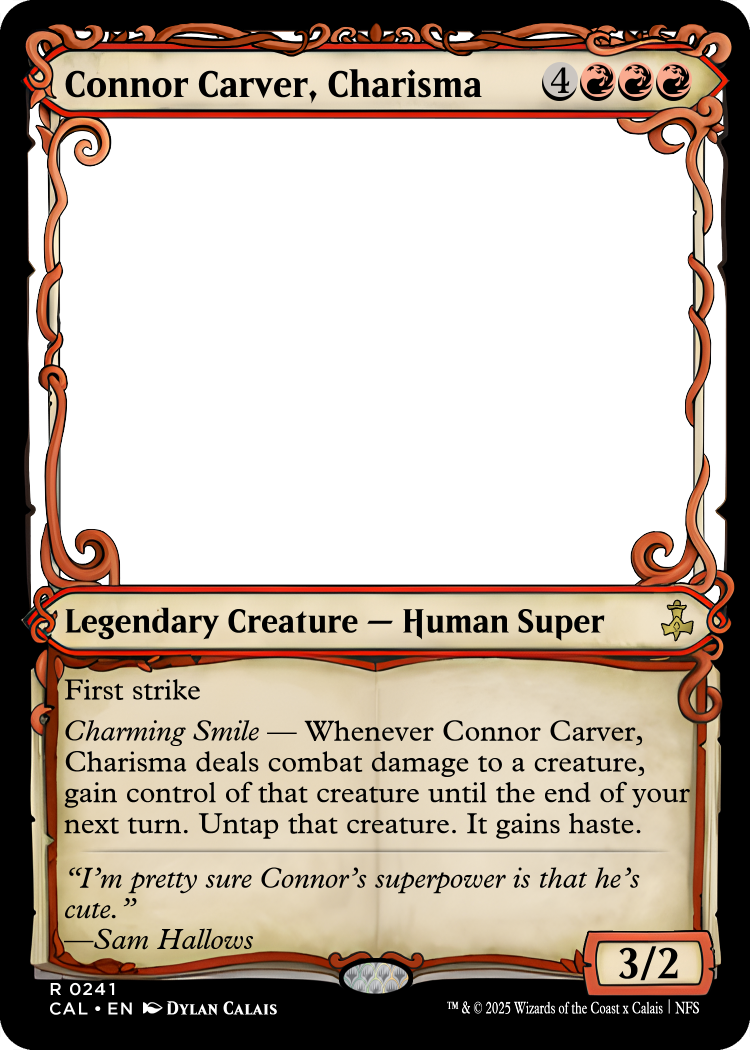 Connor Carver, Charisma 4
Legendary Creature — Human Super
First strike
Charming Smile — Whenever Connor Carver,
Charisma deals combat damage to a creature,
gain control of that creature until the end of your
next turn. Untap that creature. It gains haste.
“I’m pretty sure Connor’s superpower is that he’s
cute.”
—Sam Hallows
3/2
R 0241
CAL • EN Dylan Calais
™ & © 2025 Wizards of the Coast x Calais | NFS